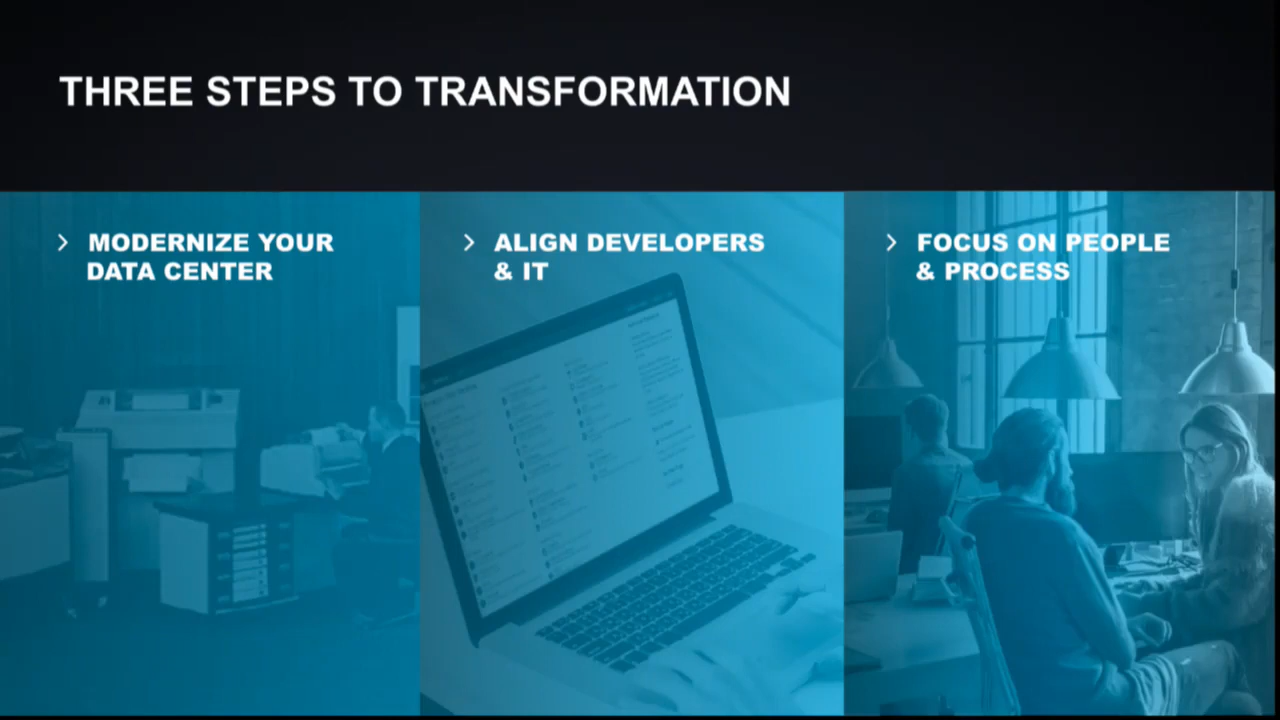 THREE STEPS TO TRANSFORMATION
MODERNIZE YOUR
DATA CENTER
ALIGN DEVELOPERS
& IT
FOCUS ON PEOPLE
& PROCESS